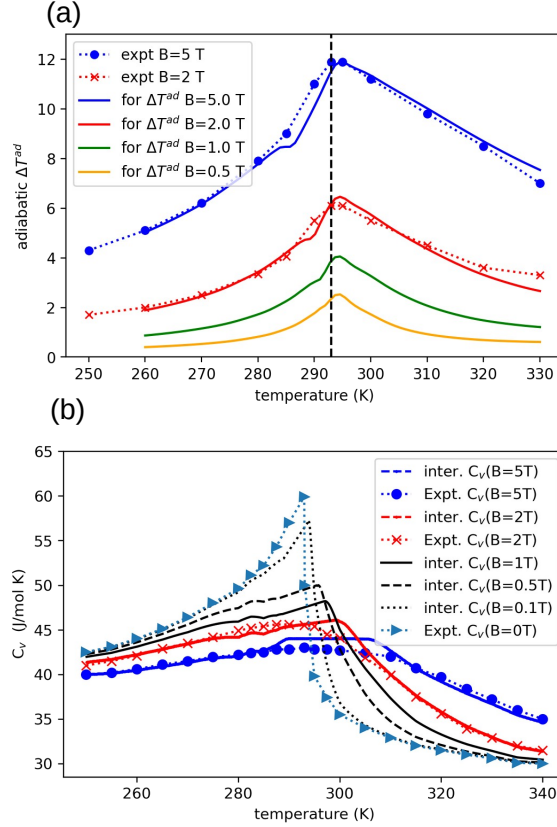 (a)
adiabatic ΔT^ad
12
10
8
6
4
2
0
expt B=5 T
expt B=2 T
for ΔT^ad B=5.0 T
for ΔT^ad B=2.0 T
for ΔT^ad B=1.0 T
for ΔT^ad B=0.5 T
250 260 270 280 290 300 310 320 330
temperature (K)
(b)
C_v (J/mol K)
65
60
55
50
45
40
35
30
inter. C_v(B=5T)
Expt. C_v(B=5T)
inter. C_v(B=2T)
Expt. C_v(B=2T)
inter. C_v(B=1T)
inter. C_v(B=0.5T)
inter. C_v(B=0.1T)
Expt. C_v(B=0T)
260 280 300 320 340
temperature (K)